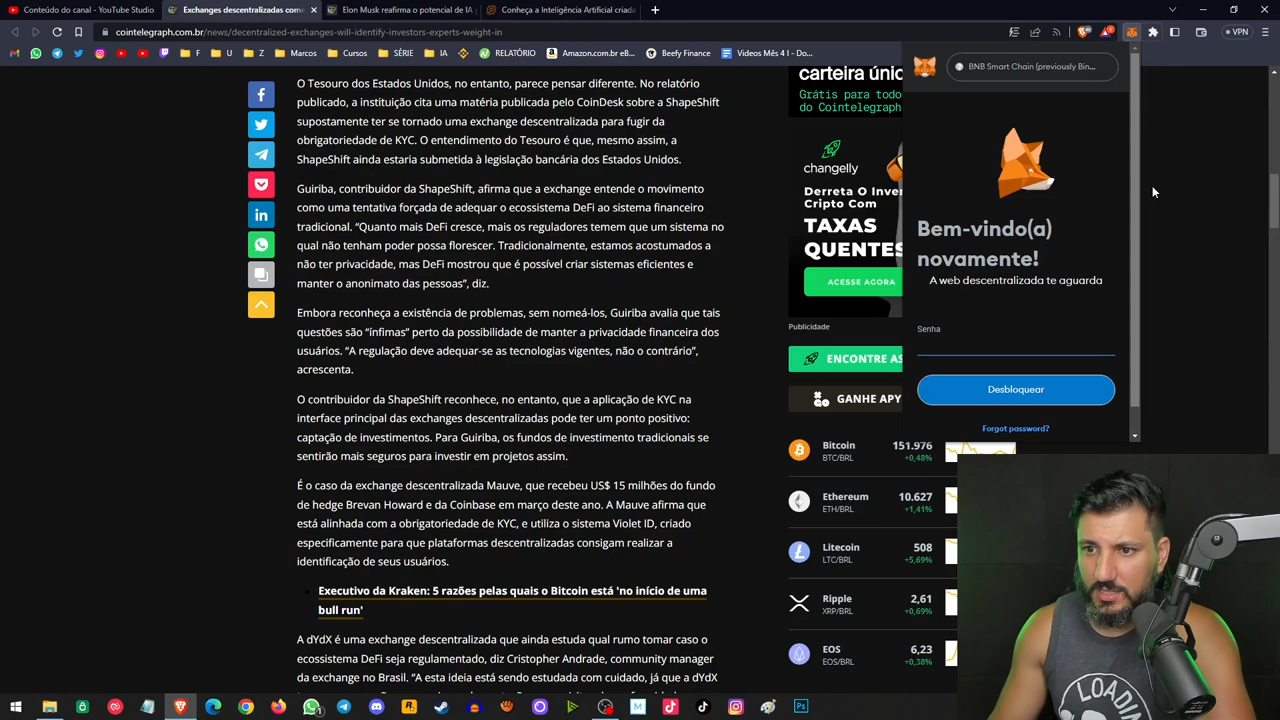 Conteúdo do canal - YouTube Studio
Exchanges descentralizadas come
Elon Musk reafirma o potencial de IA
Conheça a Inteligência Artificial criada
cointelegraph.com.br/news/decentralized-exchanges-will-identify-investors-experts-weight-in
VPN
F
U
Marcos
Cursos
SÉRIE
IA
RELATÓRIO
Amazon.com.br eB...
Beefy Finance
Videos Mês 4 I - Do...
O Tesouro dos Estados Unidos, no entanto, parece pensar diferente. No relatório
publicado, a instituição cita uma matéria publicada pelo CoinDesk sobre a ShapeShift
supostamente ter se tornado uma exchange descentralizada para fugir da
obrigatoriedade de KYC. O entendimento do Tesouro é que, mesmo assim, a
ShapeShift ainda estaria submetida à legislação bancária dos Estados Unidos.
Guiriba, contribuidor da ShapeShift, afirma que a exchange entende o movimento
como uma tentativa forçada de adequar o ecossistema DeFi ao sistema financeiro
tradicional. “Quanto mais DeFi cresce, mais os reguladores temem que um sistema no
qual não tenham poder possa florescer. Tradicionalmente, estamos acostumados a
não ter privacidade, mas DeFi mostrou que é possível criar sistemas eficientes e
manter o anonimato das pessoas”, diz.
Embora reconheça a existência de problemas, sem nomeá-los, Guiriba avalia que tais
questões são “ínfimas” perto da possibilidade de manter a privacidade financeira dos
usuários. “A regulação deve adequar-se as tecnologias vigentes, não o contrário”,
acrescenta.
O contribuidor da ShapeShift reconhece, no entanto, que a aplicação de KYC na
interface principal das exchanges descentralizadas pode ter um ponto positivo:
captação de investimentos. Para Guiriba, os fundos de investimento tradicionais se
sentirão mais seguros para investir em projetos assim.
É o caso da exchange descentralizada Mauve, que recebeu US$ 15 milhões do fundo
de hedge Brevan Howard e da Coinbase em março deste ano. A Mauve afirma que
está alinhada com a obrigatoriedade de KYC, e utiliza o sistema Violet ID, criado
especificamente para que plataformas descentralizadas consigam realizar a
identificação de seus usuários.
Executivo da Kraken: 5 razões pelas quais o Bitcoin está 'no início de uma
bull run'
A dYdX é uma exchange descentralizada que ainda estuda qual rumo tomar caso o
ecossistema DeFi seja regulamentado, diz Cristopher Andrade, community manager
da exchange no Brasil. “A esta ideia está sendo estudada com cuidado, já que a dYdX
carteira únic
Grátis para todo
do Cointelegraph
changelly
Derreta O Inver
Cripto Com
TAXAS
QUENTES
ACESSE AGORA
Publicidade
ENCONTRE AS
GANHE APY
Bitcoin
151.976
BTC/BRL
+0,48%
Ethereum
10.627
ETH/BRL
+1,41%
Litecoin
508
LTC/BRL
+5,69%
Ripple
2,61
XRP/BRL
+0,69%
EOS
6,23
EOS/BRL
+0,38%
BNB Smart Chain (previously Bin...
Bem-vindo(a)
novamente!
A web descentralizada te aguarda
Senha
Desbloquear
Forgot password?
LOADING